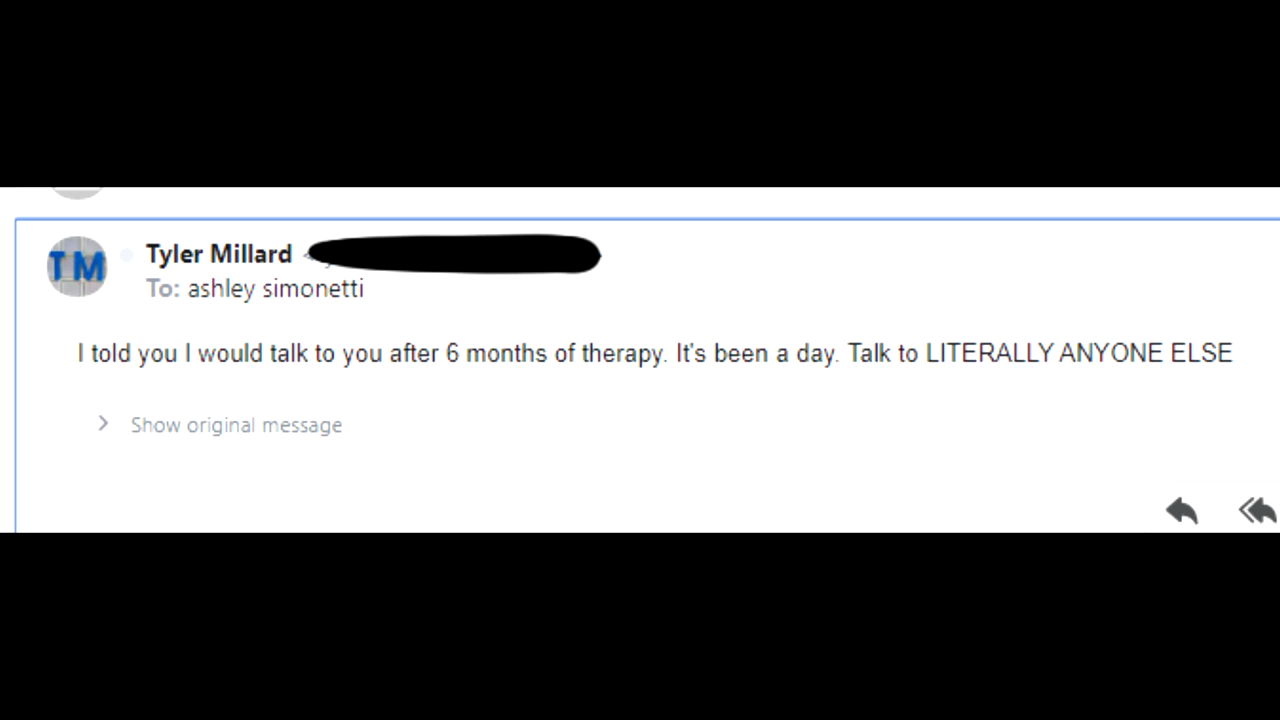 TM
Tyler Millard
To: ashley simonetti
I told you I would talk to you after 6 months of therapy. It's been a day. Talk to LITERALLY ANYONE ELSE
Show original message